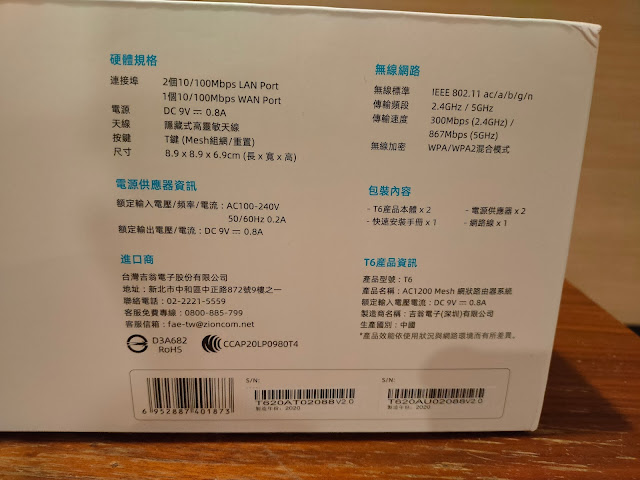 硬體規格
連接埠 2個10/100Mbps LAN Port
1個10/100Mbps WAN Port
電源 DC 9V ⎓ 0.8A
天線 隱藏式高靈敏天線
按鍵 T鍵 (Mesh組網/重置)
尺寸 8.9 x 8.9 x 6.9cm (長 x 寬 x 高)
電源供應器資訊
額定輸入電壓/頻率/電流:AC100-240V
50/60Hz 0.2A
額定輸出電壓/電流:DC 9V ⎓ 0.8A
進口商
台灣吉翁電子股份有限公司
地址:新北市中和區中正路872號9樓之一
聯絡電話:02-2221-5559
客服免費專線:0800-885-799
客服信箱:fae-tw@zioncom.net
D3A682
RoHS
CCAP20LP0980T4
無線網路
無線標準 IEEE 802.11 ac/a/b/g/n
傳輸頻段 2.4GHz / 5GHz
傳輸速度 300Mbps (2.4GHz) /
867Mbps (5GHz)
無線加密 WPA/WPA2混合模式
包裝內容
- T6產品本體 x 2 - 電源供應器 x 2
- 快速安裝手冊 x 1 - 網路線 x 1
T6產品資訊
產品型號:T6
產品名稱:AC1200 Mesh 網狀路由器系統
額定輸入電壓電流:DC 9V ⎓ 0.8A
製造商名稱:吉翁電子(深圳)有限公司
生產國別:中國
*產品效能依使用狀況與網路環境而有所差異。
6 952887 401873
S/N:
T620AT02088V2.0
製造年份:2020
S/N:
T620AU02088V2.0
製造年份:2020